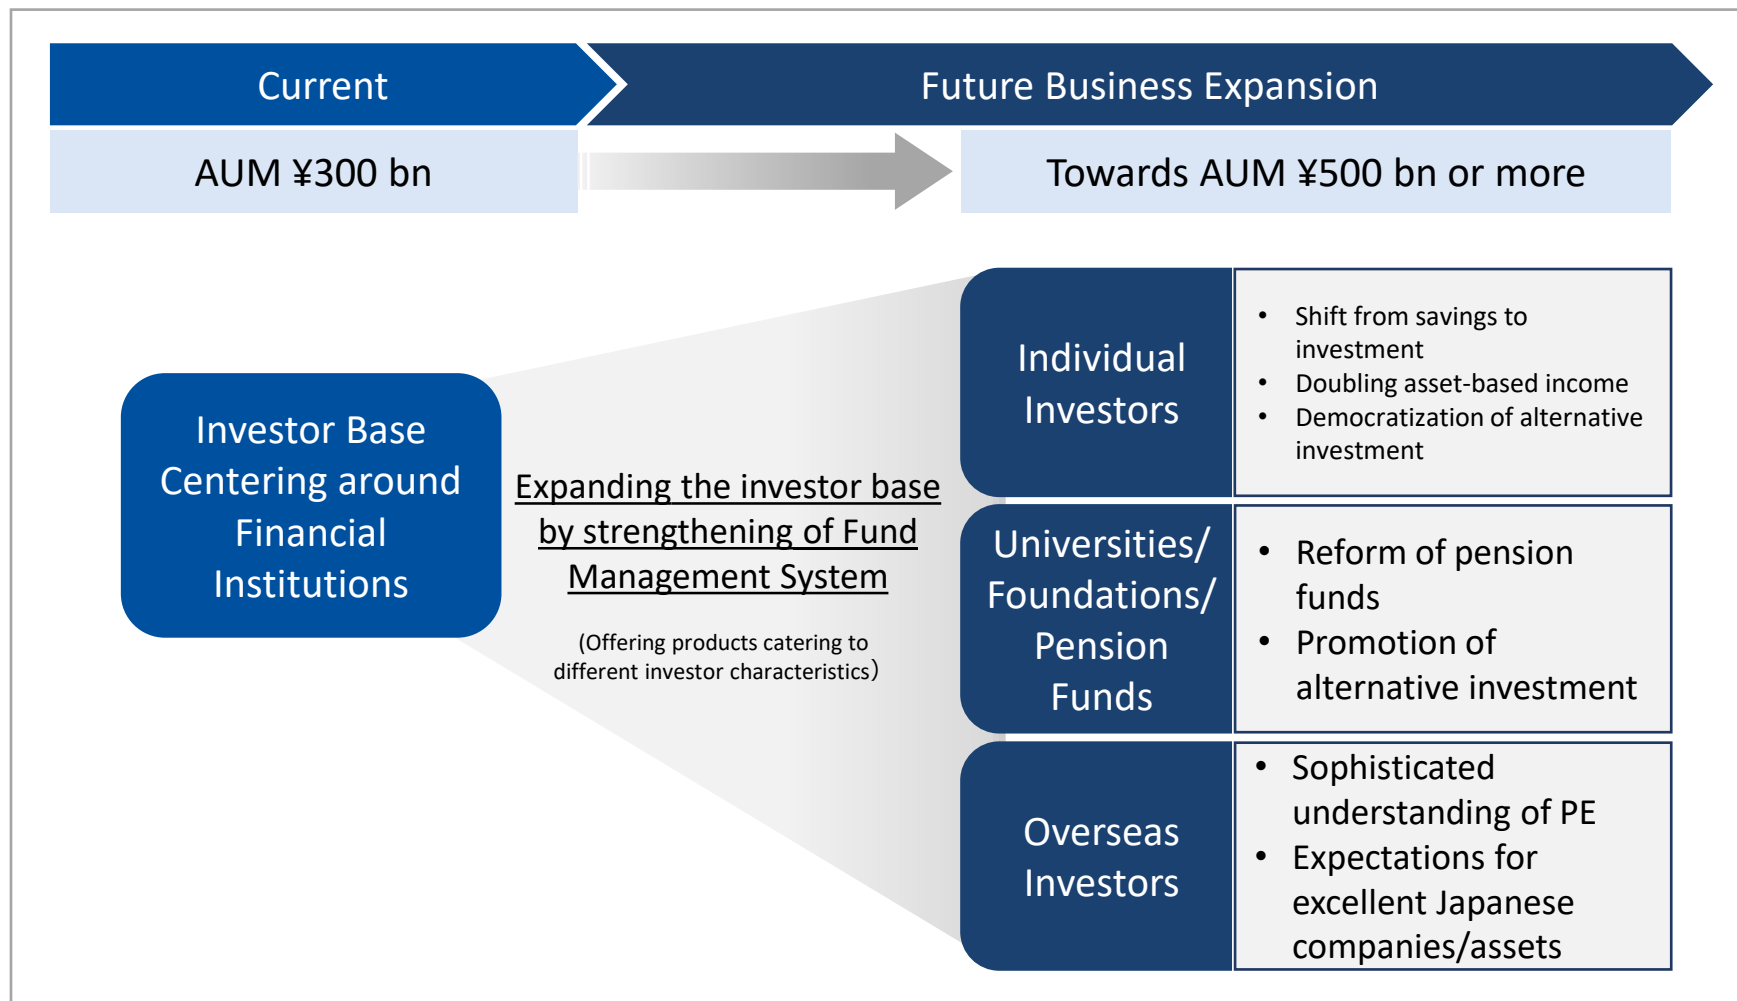 Current
Future Business Expansion
AUM ¥300 bn
Towards AUM ¥500 bn or more
Investor Base
Centering around
Financial
Institutions
Expanding the investor base
by strengthening of Fund
Management System
(Offering products catering to
different investor characteristics）
Individual
Investors
• Shift from savings to
investment
• Doubling asset-based income
• Democratization of alternative
investment
Universities/
Foundations/
Pension
Funds
• Reform of pension
funds
• Promotion of
alternative investment
Overseas
Investors
• Sophisticated
understanding of PE
• Expectations for
excellent Japanese
companies/assets